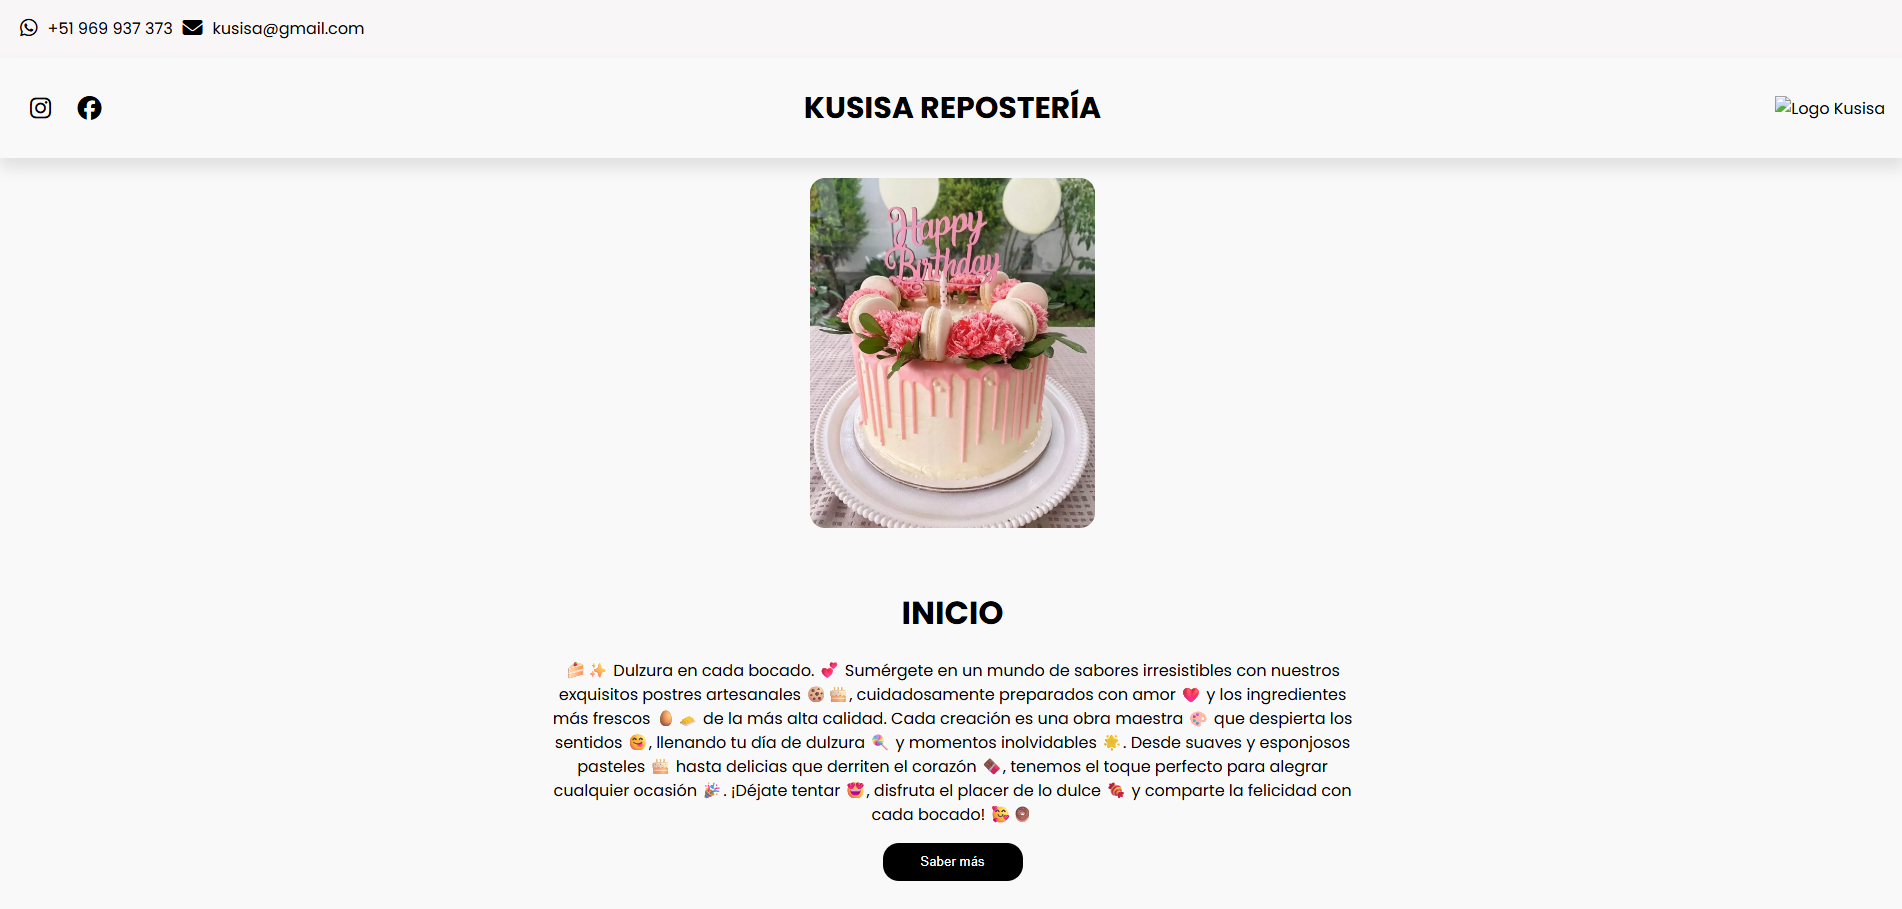 +51 969 937 373 kusisa@gmail.com
KUSISA REPOSTERÍA
Logo Kusisa
Happy
Birthday
INICIO
🍰✨ Dulzura en cada bocado. 💕 Sumérgete en un mundo de sabores irresistibles con nuestros
exquisitos postres artesanales 🍪🎂, cuidadosamente preparados con amor ❤️ y los ingredientes
más frescos 🥚🧈 de la más alta calidad. Cada creación es una obra maestra 🎨 que despierta los
sentidos 😋, llenando tu día de dulzura 🍭 y momentos inolvidables 🌟. Desde suaves y esponjosos
pasteles 🎂 hasta delicias que derriten el corazón 🍫, tenemos el toque perfecto para alegrar
cualquier ocasión 🎉. ¡Déjate tentar 😍, disfruta el placer de lo dulce 🍬 y comparte la felicidad con
cada bocado! 🥰🍩
Saber más